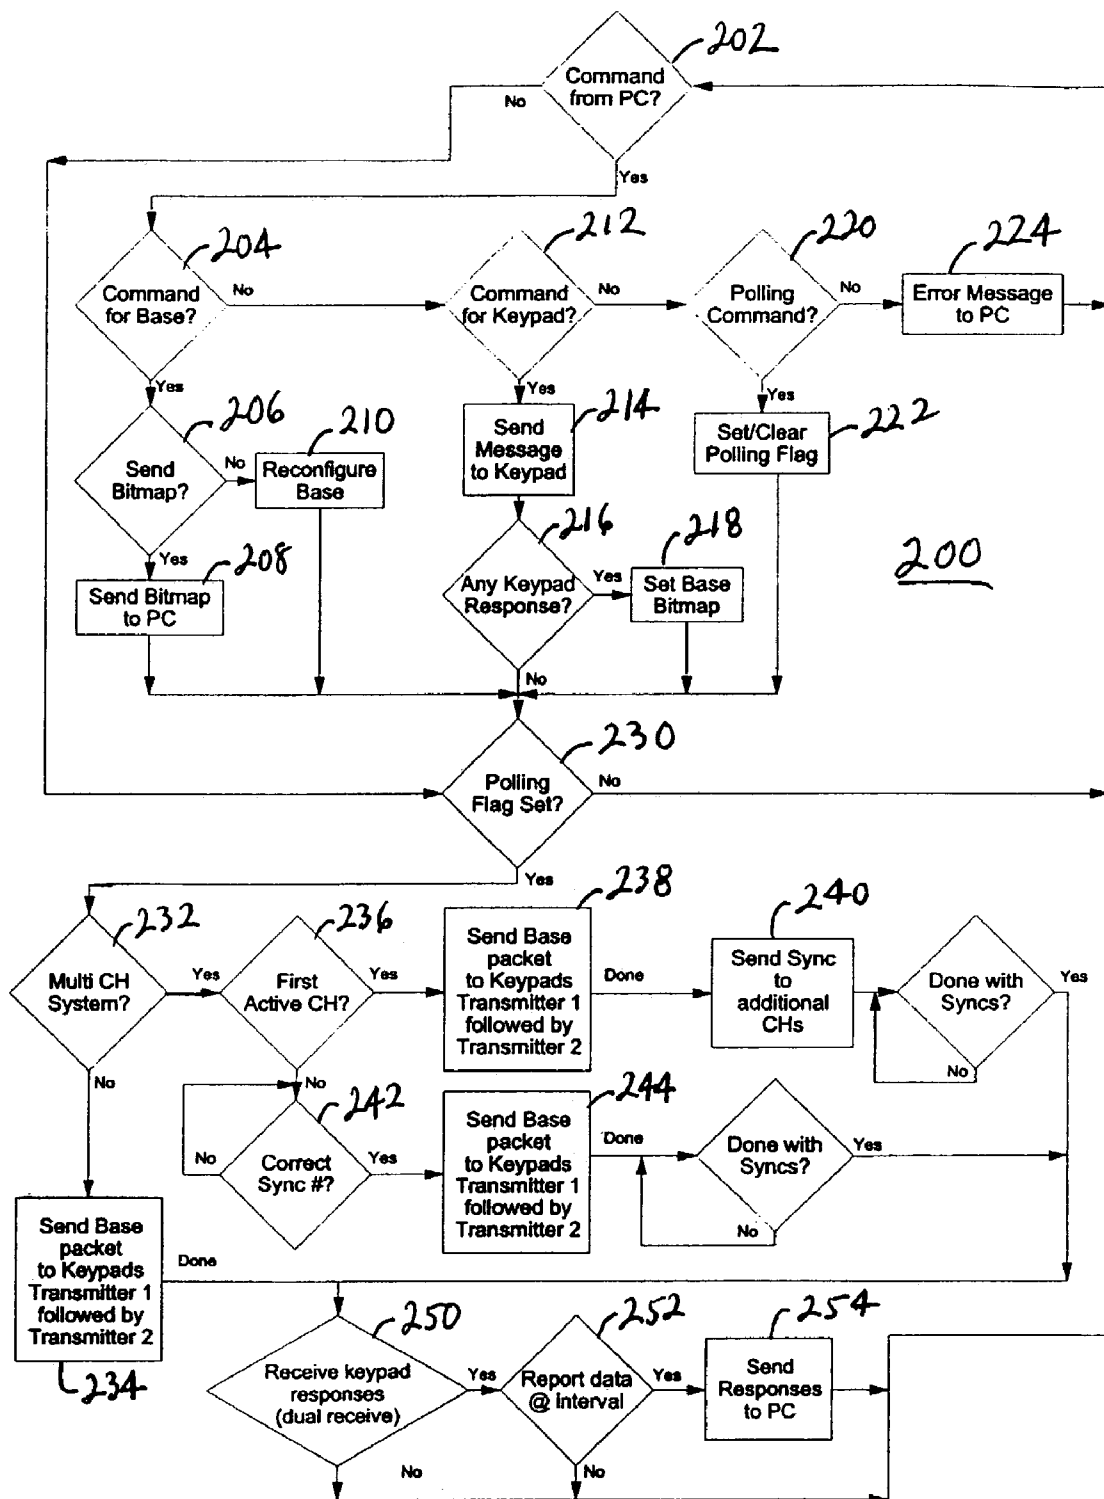 202
Command
from PC?
No
Yes
204
Command
for Base?
No
212
Command
for Keypad?
No
220
Polling
Command?
No
224
Error Message
to PC
Yes
Yes
Yes
206
Send
Bitmap?
No
210
Reconfigure
Base
214
Send
Message
to Keypad
222
Set/Clear
Polling Flag
Yes
208
Send Bitmap
to PC
216
Any Keypad
Response?
Yes
218
Set Base
Bitmap
200
No
230
Polling
Flag Set?
No
Yes
232
Multi CH
System?
Yes
236
First
Active CH?
Yes
238
Send Base
packet
to Keypads
Transmitter 1
followed by
Transmitter 2
Done
240
Send Sync
to
additional
CHs
Done with
Syncs?
Yes
No
No
No
242
Correct
Sync #?
No
Yes
244
Send Base
packet
to Keypads
Transmitter 1
followed by
Transmitter 2
Done
Done with
Syncs?
Yes
No
Send Base
packet
to Keypads
Transmitter 1
followed by
Transmitter 2
Done
234
250
Receive keypad
responses
(dual receive)
Yes
252
Report data
@ interval
Yes
254
Send
Responses
to PC
No
No